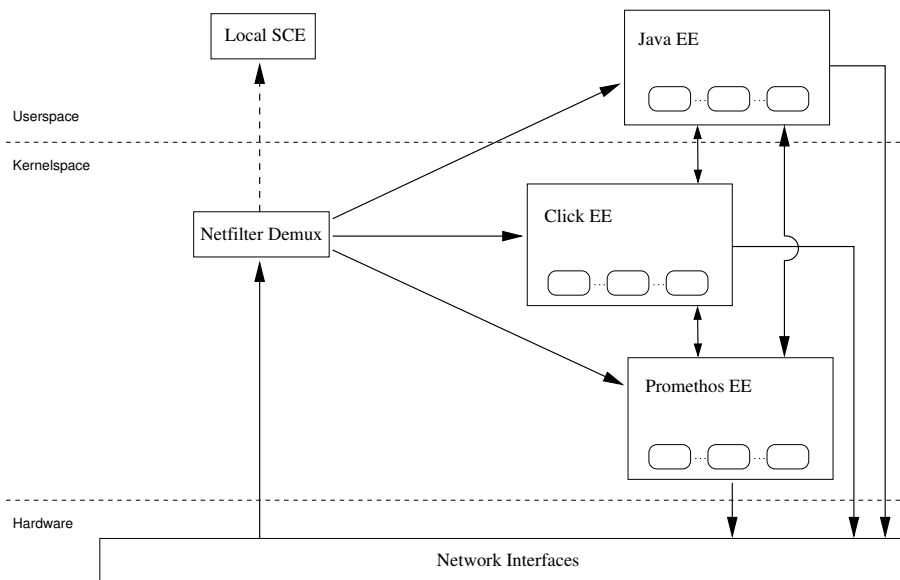 Local SCE
Java EE
Userspace
Kernelspace
Netfilter Demux
Click EE
Promethos EE
Hardware
Network Interfaces